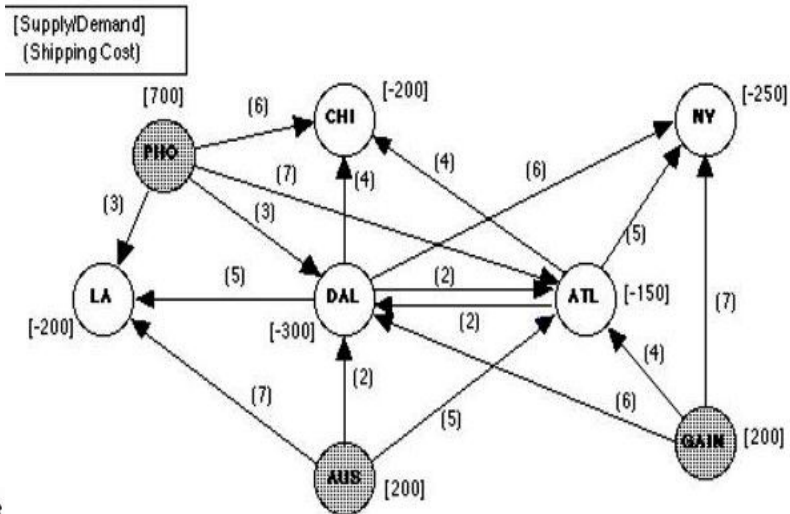 [Supply/Demand]
(Shipping Cost)
[700]
(6)
CHI
[-200]
NY
[-250]
PHO
(7)
(4)
(4)
(6)
(3)
(3)
(5)
LA
(5)
DAL
(2)
ATL
[-150]
[-200]
[-300]
(2)
(7)
(7)
(2)
(5)
(6)
(4)
GAIN
[200]
AUS
[200]